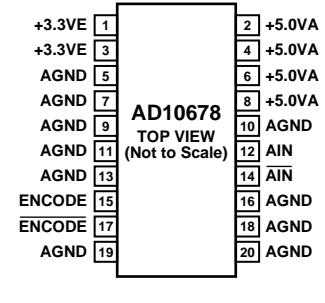 +3.3VE 1 2 +5.0VA
+3.3VE 3 4 +5.0VA
AGND 5 6 +5.0VA
AGND 7 8 +5.0VA
AD10678
AGND 9 10 AGND
TOP VIEW
AGND 11 (Not to Scale) 12 AIN
AGND 13 14 A̅I̅N̅
ENCODE 15 16 AGND
E̅N̅C̅O̅D̅E̅ 17 18 AGND
AGND 19 20 AGND